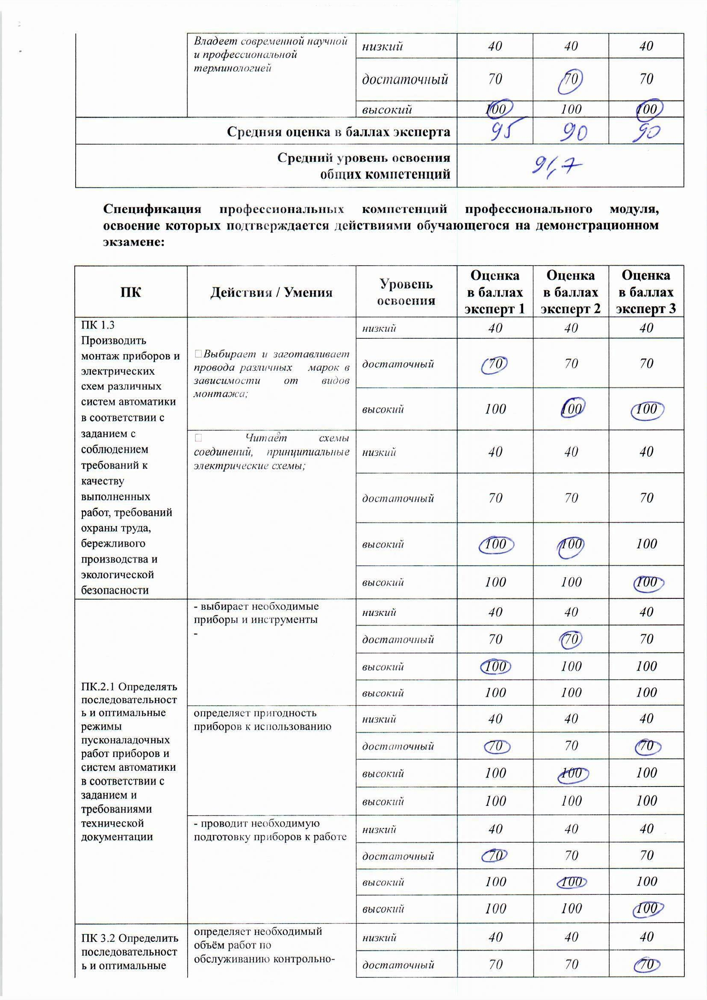 Владеет современной научной
и профессиональной
терминологией
низкий 40 40 40
достаточный 70 70 70
высокий 100 100 100
Средняя оценка в баллах эксперта 95 90 90
Средний уровень освоения
общих компетенций
91,7
Спецификация профессиональных компетенций профессионального модуля,
освоение которых подтверждается действиями обучающегося на демонстрационном
экзамене:
ПК
Действия / Умения
Уровень
освоения
Оценка
в баллах
эксперт 1
Оценка
в баллах
эксперт 2
Оценка
в баллах
эксперт 3
ПК 1.3
Производить
монтаж приборов и
электрических
схем различных
систем автоматики
в соответствии с
заданием с
соблюдением
требований к
качеству
выполненных
работ, требований
охраны труда,
бережливого
производства и
экологической
безопасности
Выбирает и заготавливает
провода различных марок в
зависимости от видов
монтажа;
низкий 40 40 40
достаточный 70 70 70
высокий 100 100 100
Читает схемы
соединений, принципиальные
электрические схемы;
низкий 40 40 40
достаточный 70 70 70
высокий 100 100 100
высокий 100 100 100
ПК.2.1 Определять
последовательност
ь и оптимальные
режимы
пусконаладочных
работ приборов и
систем автоматики
в соответствии с
заданием и
требованиями
технической
документации
- выбирает необходимые
приборы и инструменты
-
низкий 40 40 40
достаточный 70 70 70
высокий 100 100 100
высокий 100 100 100
определяет пригодность
приборов к использованию
низкий 40 40 40
достаточный 70 70 70
высокий 100 100 100
высокий 100 100 100
- проводит необходимую
подготовку приборов к работе
низкий 40 40 40
достаточный 70 70 70
высокий 100 100 100
высокий 100 100 100
ПК 3.2 Определить
последовательност
ь и оптимальные
определяет необходимый
объём работ по
обслуживанию контрольно-
низкий 40 40 40
достаточный 70 70 70